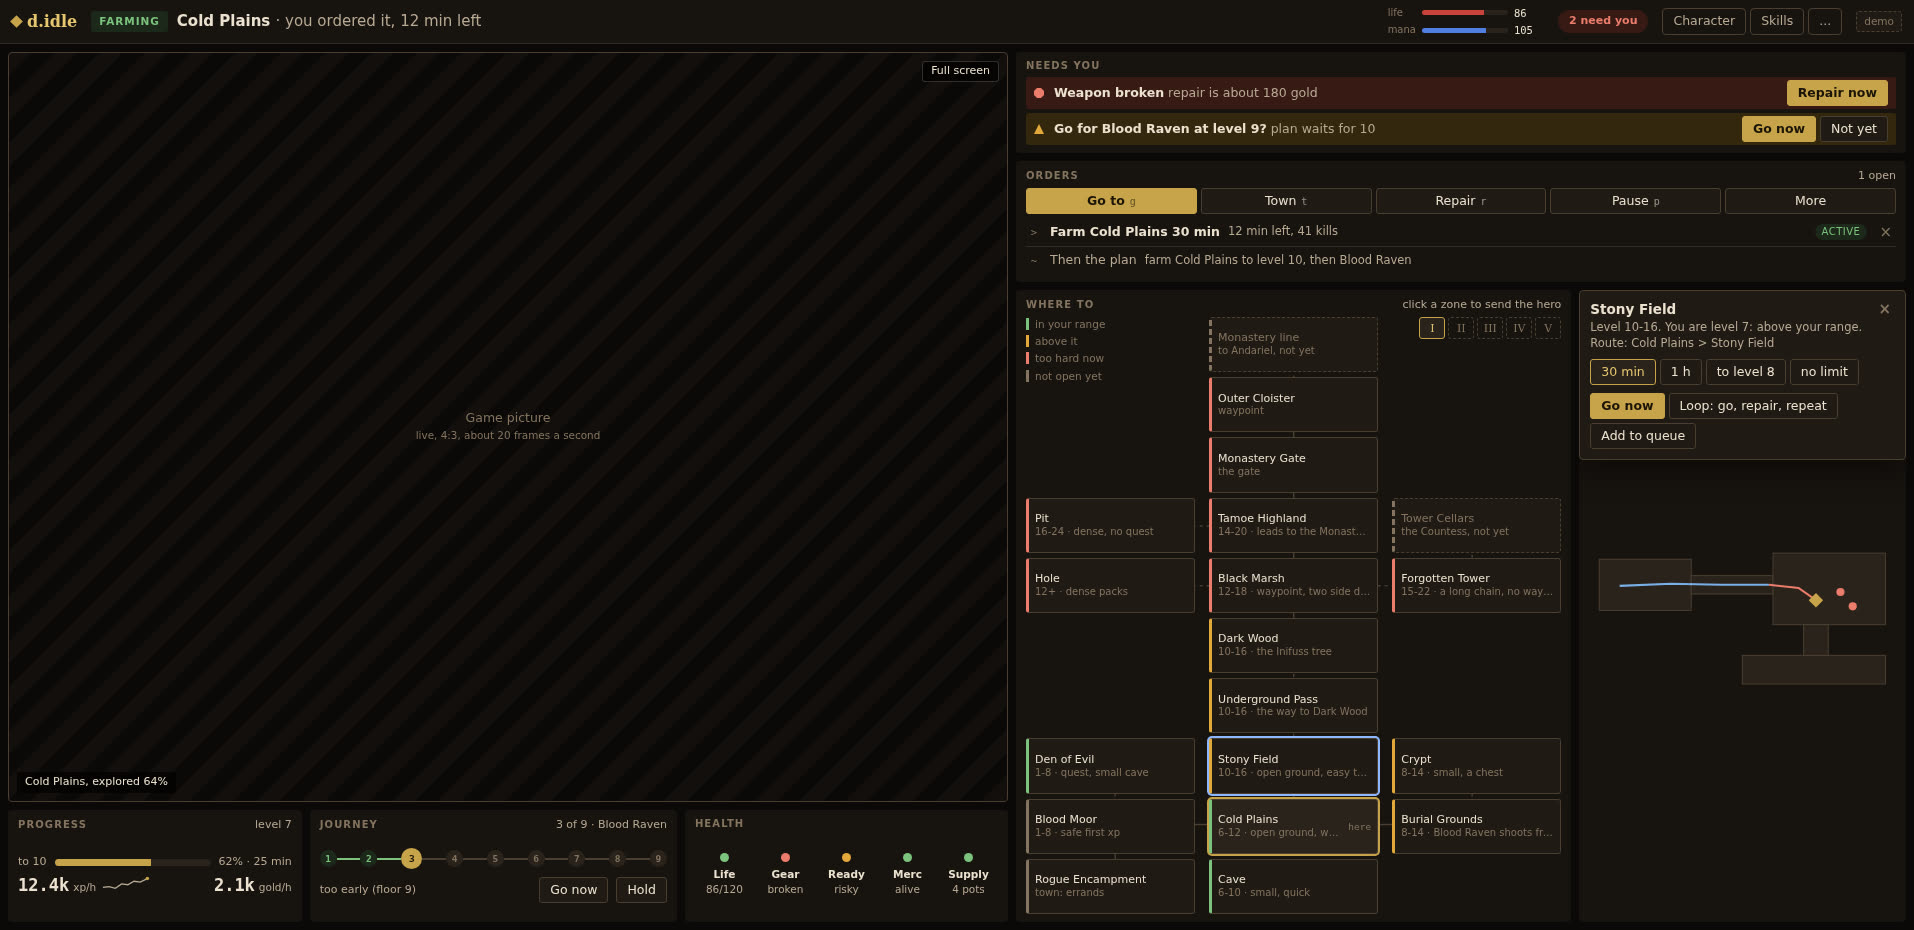 d.idle FARMING Cold Plains · you ordered it, 12 min left
life 86
mana 105
2 need you
Character Skills ... demo
Full screen
Game picture
live, 4:3, about 20 frames a second
Cold Plains, explored 64%
NEEDS YOU
Weapon broken repair is about 180 gold Repair now
Go for Blood Raven at level 9? plan waits for 10 Go now Not yet
ORDERS 1 open
Go to g Town t Repair r Pause p More
> Farm Cold Plains 30 min 12 min left, 41 kills ACTIVE ×
~ Then the plan farm Cold Plains to level 10, then Blood Raven
WHERE TO click a zone to send the hero
in your range
above it
too hard now
not open yet
I II III IV V
Monastery line
to Andariel, not yet
Outer Cloister
waypoint
Monastery Gate
the gate
Pit
16-24 · dense, no quest
Tamoe Highland
14-20 · leads to the Monast...
Tower Cellars
the Countess, not yet
Hole
12+ · dense packs
Black Marsh
12-18 · waypoint, two side d...
Forgotten Tower
15-22 · a long chain, no way...
Dark Wood
10-16 · the Inifuss tree
Underground Pass
10-16 · the way to Dark Wood
Den of Evil
1-8 · quest, small cave
Stony Field
10-16 · open ground, easy t...
Crypt
8-14 · small, a chest
Blood Moor
1-8 · safe first xp
Cold Plains
6-12 · open ground, w... here
Burial Grounds
8-14 · Blood Raven shoots fr...
Rogue Encampment
town: errands
Cave
6-10 · small, quick
Stony Field ×
Level 10-16. You are level 7: above your range.
Route: Cold Plains > Stony Field
30 min 1 h to level 8 no limit
Go now Loop: go, repair, repeat
Add to queue
PROGRESS level 7
to 10 62% · 25 min
12.4k xp/h 2.1k gold/h
JOURNEY 3 of 9 · Blood Raven
1 2 3 4 5 6 7 8 9
too early (floor 9) Go now Hold
HEALTH
Life Gear Ready Merc Supply
86/120 broken risky alive 4 pots